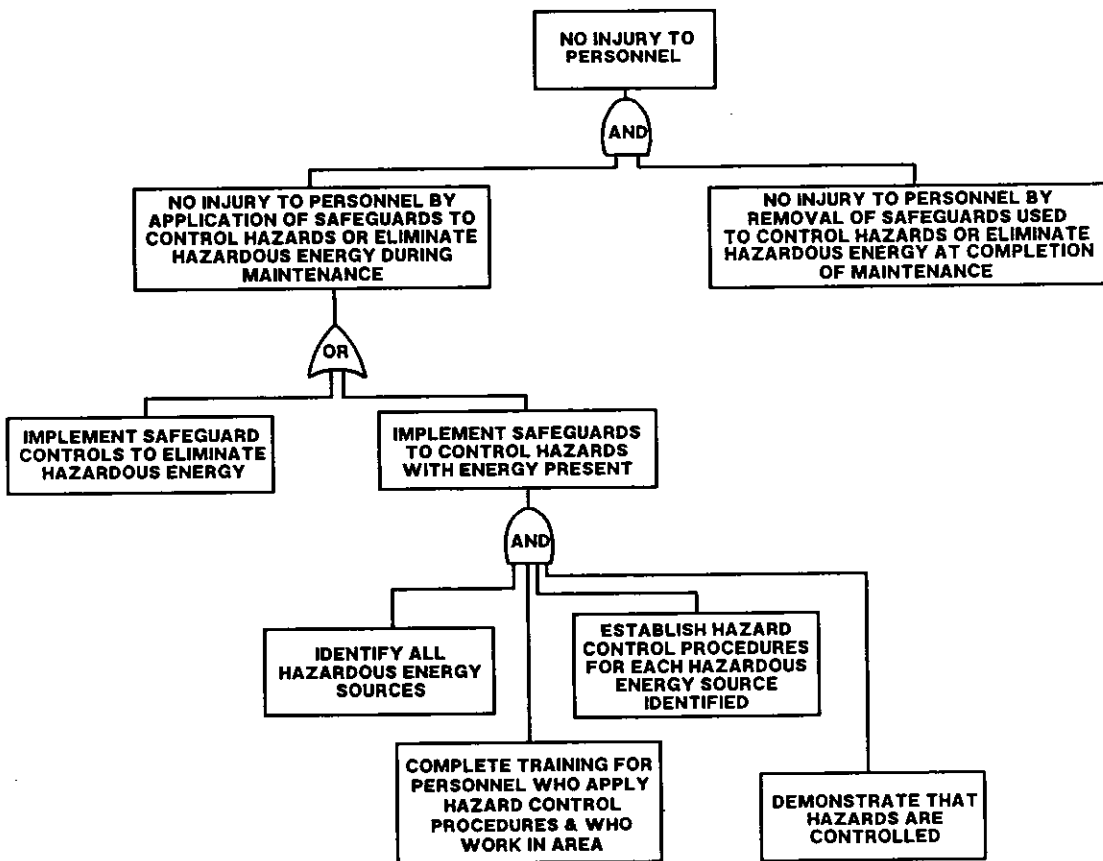 NO INJURY TO
PERSONNEL
AND
NO INJURY TO PERSONNEL BY
APPLICATION OF SAFEGUARDS TO
CONTROL HAZARDS OR ELIMINATE
HAZARDOUS ENERGY DURING
MAINTENANCE
NO INJURY TO PERSONNEL BY
REMOVAL OF SAFEGUARDS USED
TO CONTROL HAZARDS OR ELIMINATE
HAZARDOUS ENERGY AT COMPLETION
OF MAINTENANCE
OR
IMPLEMENT SAFEGUARD
CONTROLS TO ELIMINATE
HAZARDOUS ENERGY
IMPLEMENT SAFEGUARDS
TO CONTROL HAZARDS
WITH ENERGY PRESENT
AND
IDENTIFY ALL
HAZARDOUS ENERGY
SOURCES
ESTABLISH HAZARD
CONTROL PROCEDURES
FOR EACH HAZARDOUS
ENERGY SOURCE
IDENTIFIED
COMPLETE TRAINING FOR
PERSONNEL WHO APPLY
HAZARD CONTROL
PROCEDURES & WHO
WORK IN AREA
DEMONSTRATE THAT
HAZARDS ARE
CONTROLLED